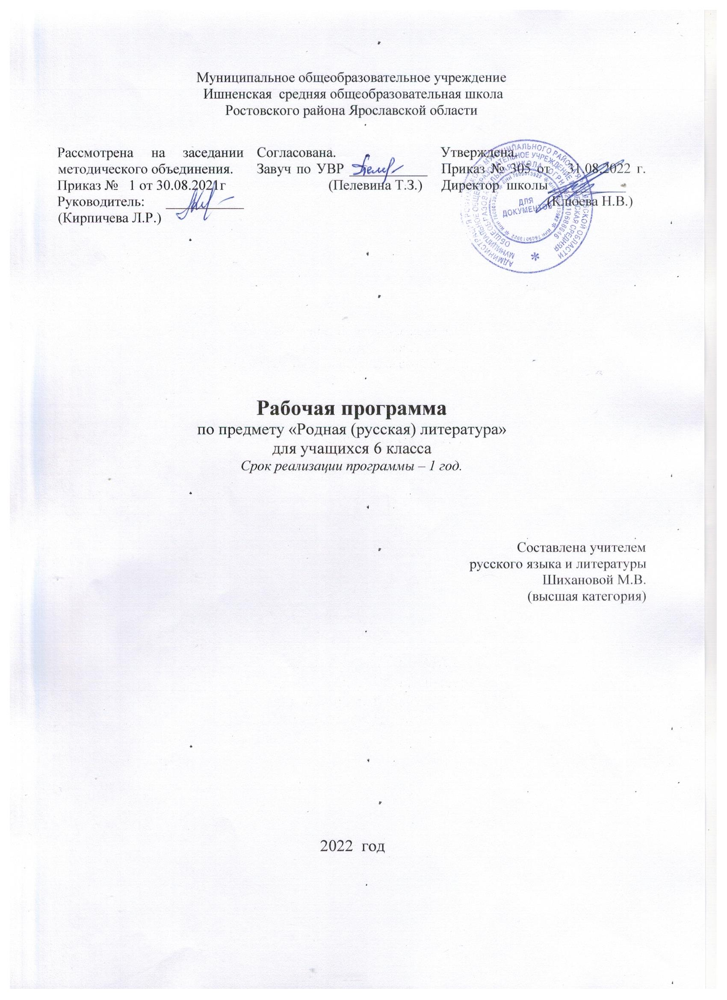 Муниципальное общеобразовательное учреждение
Ишненская средняя общеобразовательная школа
Ростовского района Ярославской области
Рассмотрена на заседании
методического объединения.
Приказ № 1 от 30.08.2021г
Руководитель: ___________
(Кирпичева Л.Р.)
Согласована.
Завуч по УВР ___________
(Пелевина Т.З.)
Утверждена.
Приказ № 305 от 31.08.2022 г.
Директор школы___________
(Клюева Н.В.)
ДЛЯ
ДОКУМЕНТОВ
Рабочая программа
по предмету «Родная (русская) литература»
для учащихся 6 класса
Срок реализации программы – 1 год.
Составлена учителем
русского языка и литературы
Шихановой М.В.
(высшая категория)
2022 год